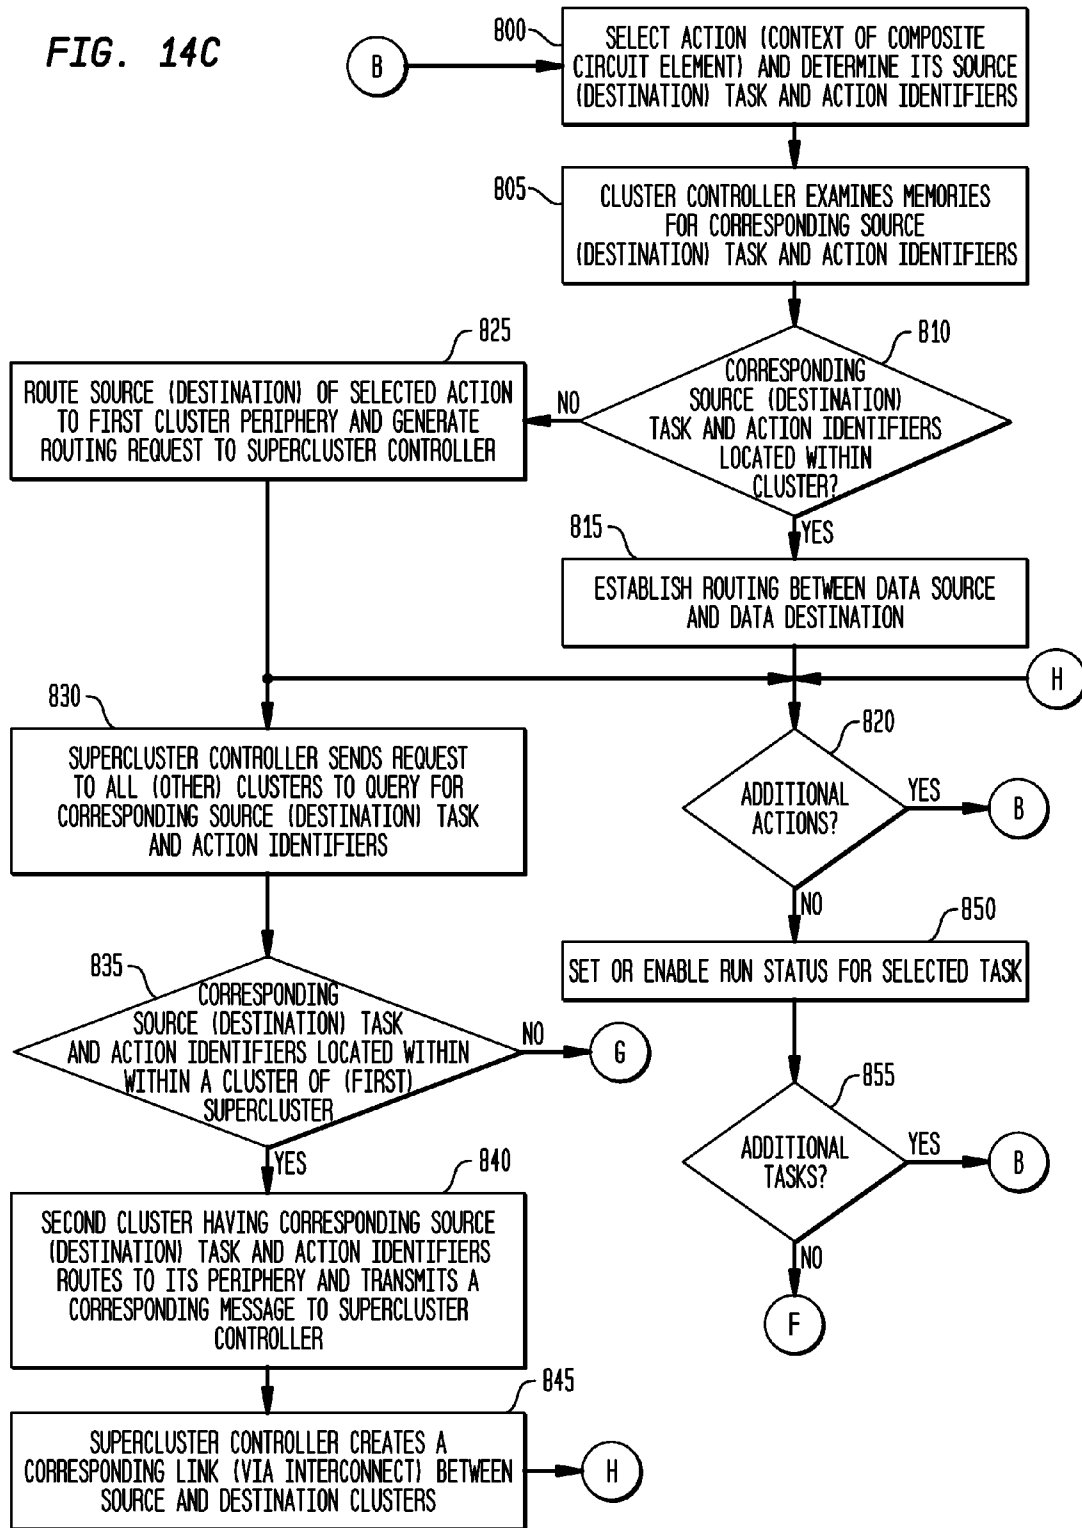 FIG. 14C
B
800
SELECT ACTION (CONTEXT OF COMPOSITE
CIRCUIT ELEMENT) AND DETERMINE ITS SOURCE
(DESTINATION) TASK AND ACTION IDENTIFIERS
805
CLUSTER CONTROLLER EXAMINES MEMORIES
FOR CORRESPONDING SOURCE
(DESTINATION) TASK AND ACTION IDENTIFIERS
810
CORRESPONDING
SOURCE (DESTINATION)
TASK AND ACTION IDENTIFIERS
LOCATED WITHIN
CLUSTER?
NO
YES
825
ROUTE SOURCE (DESTINATION) OF SELECTED ACTION
TO FIRST CLUSTER PERIPHERY AND GENERATE
ROUTING REQUEST TO SUPERCLUSTER CONTROLLER
815
ESTABLISH ROUTING BETWEEN DATA SOURCE
AND DATA DESTINATION
H
830
SUPERCLUSTER CONTROLLER SENDS REQUEST
TO ALL (OTHER) CLUSTERS TO QUERY FOR
CORRESPONDING SOURCE (DESTINATION) TASK
AND ACTION IDENTIFIERS
820
ADDITIONAL
ACTIONS?
YES
B
NO
850
SET OR ENABLE RUN STATUS FOR SELECTED TASK
835
CORRESPONDING
SOURCE (DESTINATION) TASK
AND ACTION IDENTIFIERS LOCATED WITHIN
WITHIN A CLUSTER OF (FIRST)
SUPERCLUSTER
NO
G
YES
855
ADDITIONAL
TASKS?
YES
B
NO
F
840
SECOND CLUSTER HAVING CORRESPONDING SOURCE
(DESTINATION) TASK AND ACTION IDENTIFIERS
ROUTES TO ITS PERIPHERY AND TRANSMITS A
CORRESPONDING MESSAGE TO SUPERCLUSTER
CONTROLLER
845
SUPERCLUSTER CONTROLLER CREATES A
CORRESPONDING LINK (VIA INTERCONNECT) BETWEEN
SOURCE AND DESTINATION CLUSTERS
H